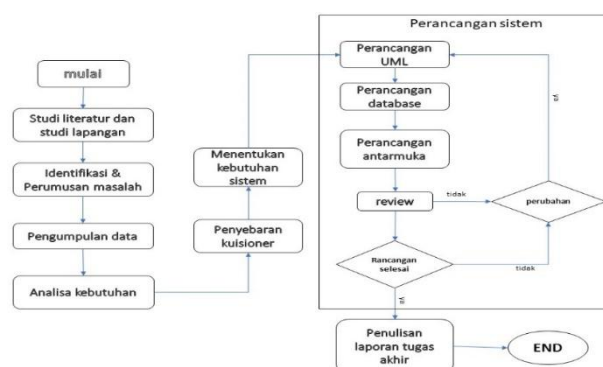 mulai
Studi literatur dan
studi lapangan
Identifikasi &
Perumusan masalah
Pengumpulan data
Analisa kebutuhan
Menentukan
kebutuhan
sistem
Penyebaran
kuisioner
Perancangan sistem
Perancangan
UML
Perancangan
database
Perancangan
antarmuka
review
tidak
perubahan
ya
Rancangan
selesai
tidak
ya
Penulisan
laporan tugas
akhir
END